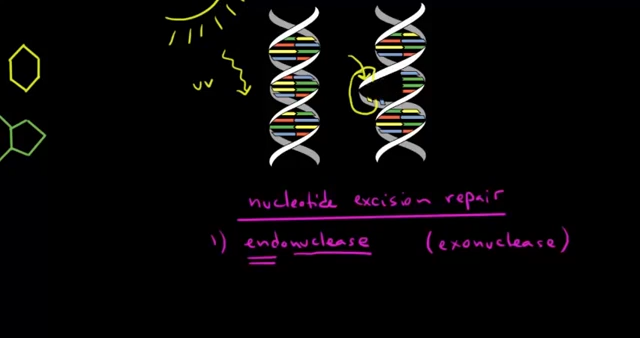 uv
nucleotide excision repair
1) endonuclease (exonuclease)